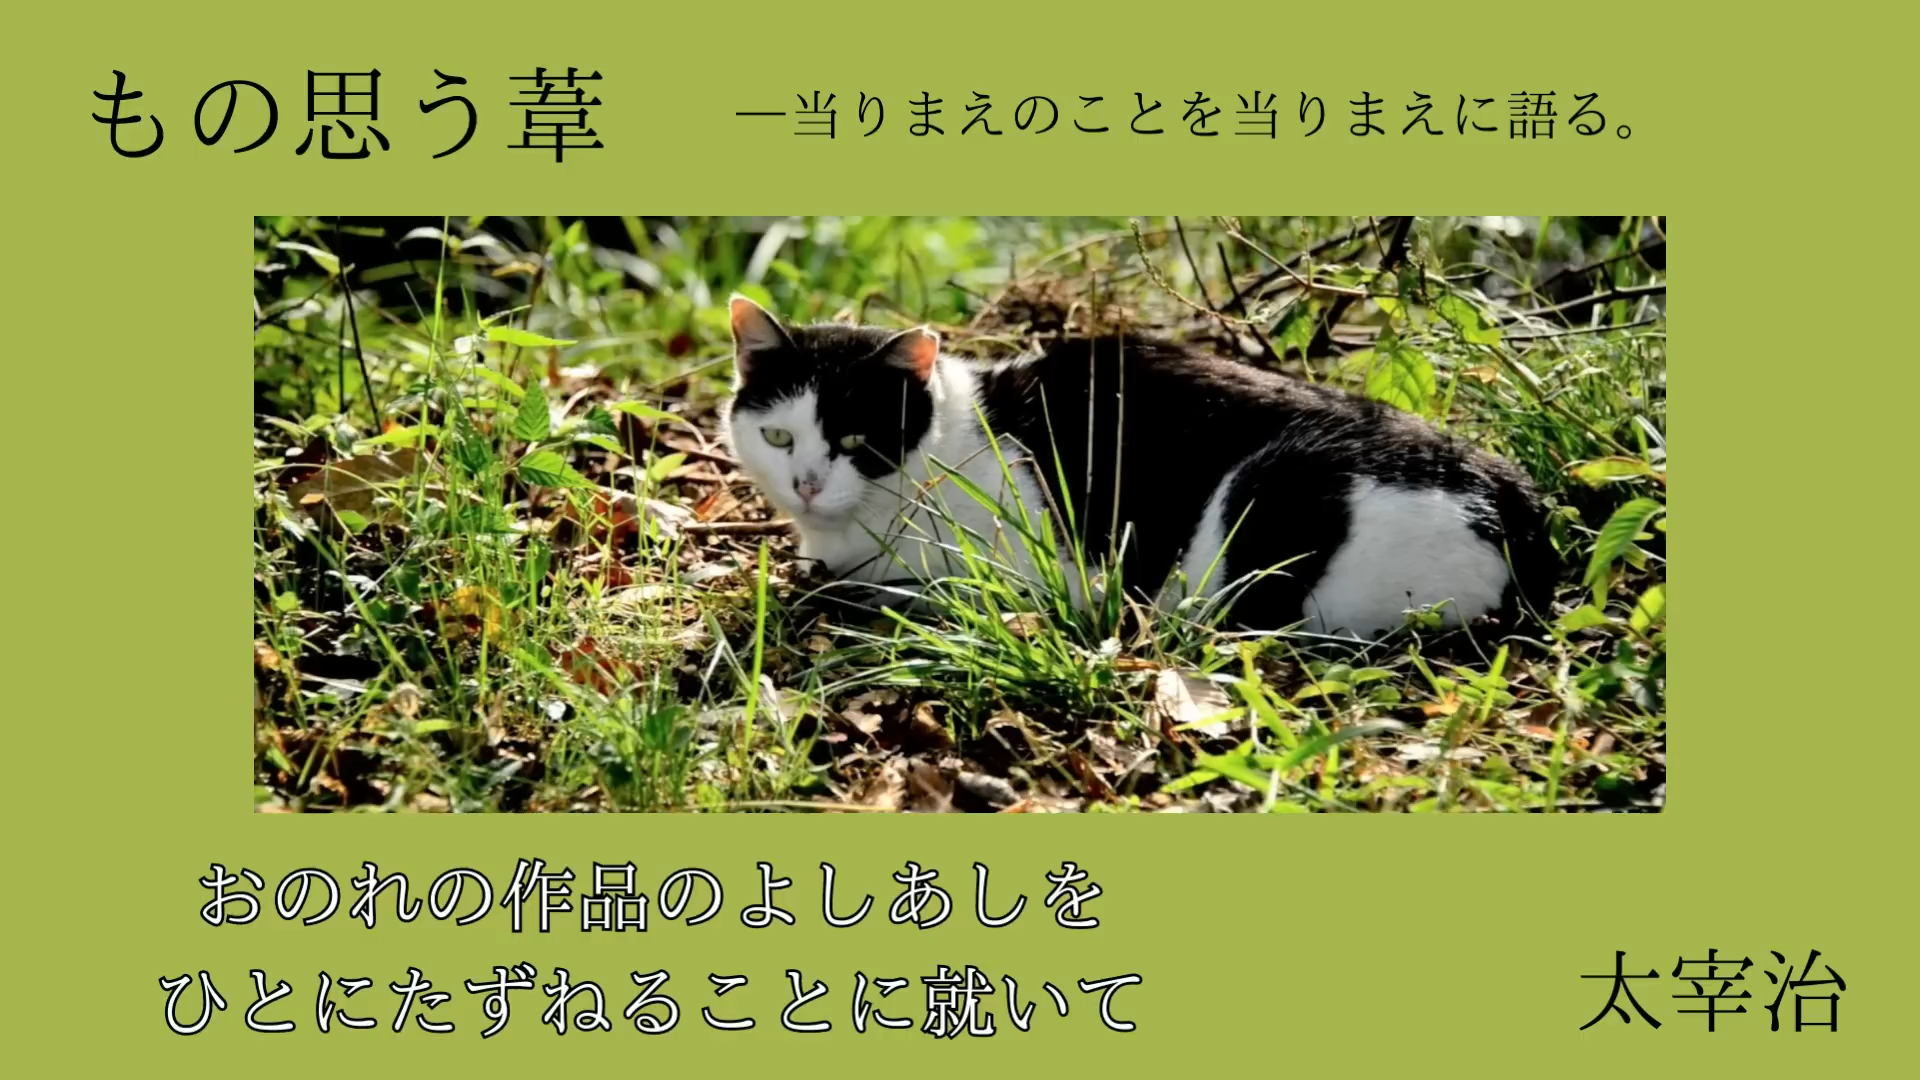 もの思う葦
―当りまえのことを当りまえに語る。
おのれの作品のよしあしを
ひとにたずねることに就いて
太宰治